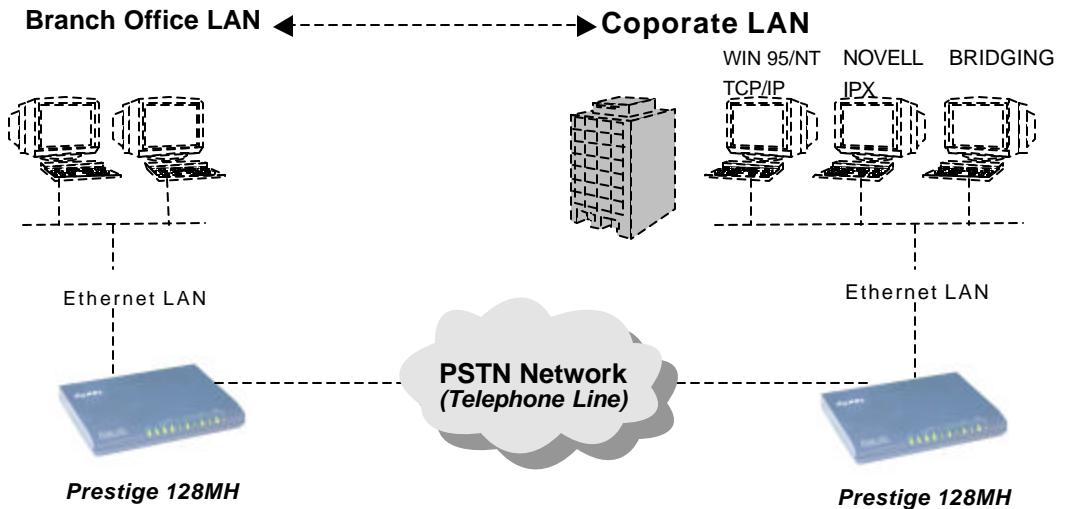 Branch Office LAN
Coporate LAN
WIN 95/NT NOVELL BRIDGING
TCP/IP IPX
Ethernet LAN
Ethernet LAN
PSTN Network
(Telephone Line)
Prestige 128MH
Prestige 128MH